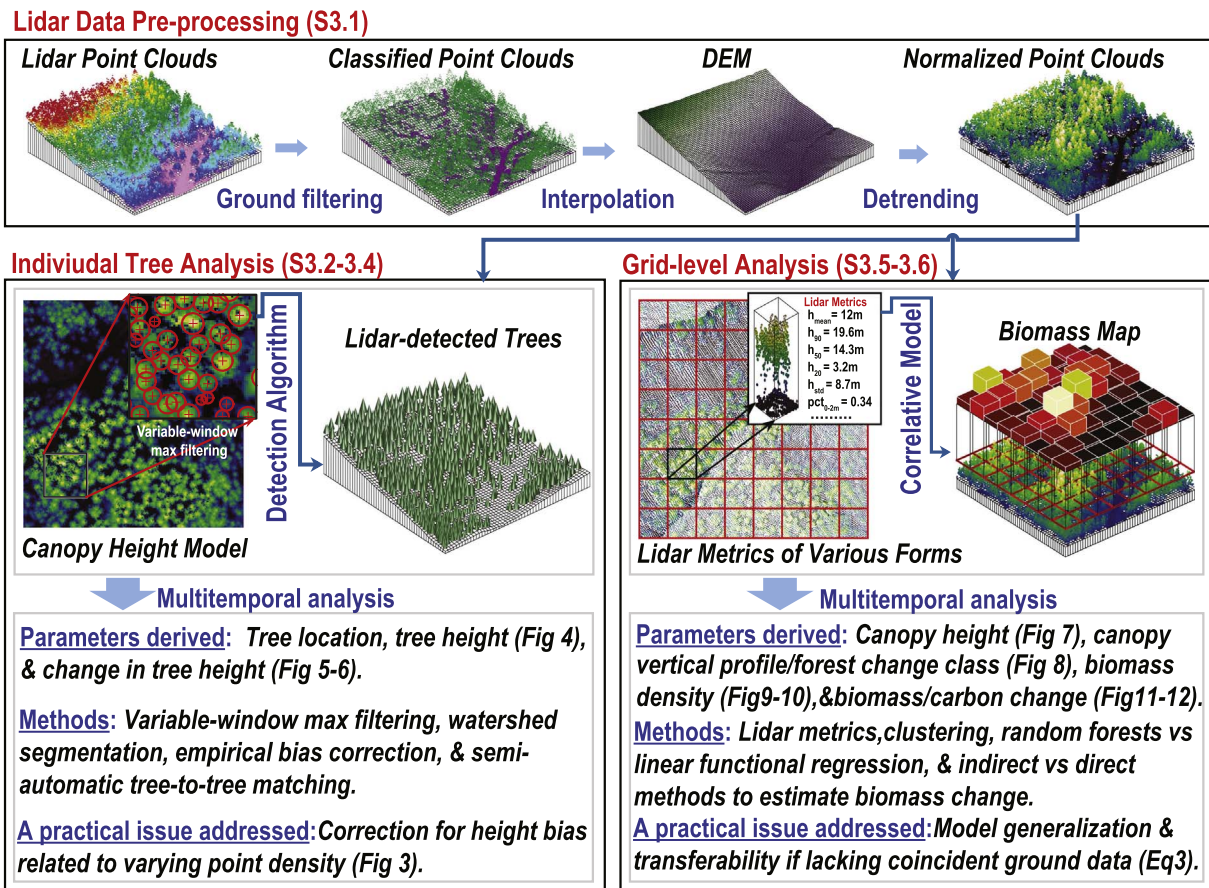 Lidar Data Pre-processing (S3.1)
Lidar Point Clouds
Classified Point Clouds
DEM
Normalized Point Clouds
Ground filtering
Interpolation
Detrending
Indiviudal Tree Analysis (S3.2-3.4)
Variable-window
max filtering
Canopy Height Model
Detection Algorithm
Lidar-detected Trees
Multitemporal analysis
Parameters derived: Tree location, tree height (Fig 4),
& change in tree height (Fig 5-6).
Methods: Variable-window max filtering, watershed
segmentation, empirical bias correction, & semi-
automatic tree-to-tree matching.
A practical issue addressed:Correction for height bias
related to varying point density (Fig 3).
Grid-level Analysis (S3.5-3.6)
Lidar Metrics
hmean = 12m
h90 = 19.6m
h50 = 14.3m
h20 = 3.2m
hstd = 8.7m
pct0-2m = 0.34
.........
Lidar Metrics of Various Forms
Correlative Model
Biomass Map
Multitemporal analysis
Parameters derived: Canopy height (Fig 7), canopy
vertical profile/forest change class (Fig 8), biomass
density (Fig9-10),&biomass/carbon change (Fig11-12).
Methods: Lidar metrics,clustering, random forests vs
linear functional regression, & indirect vs direct
methods to estimate biomass change.
A practical issue addressed:Model generalization &
transferability if lacking coincident ground data (Eq3).